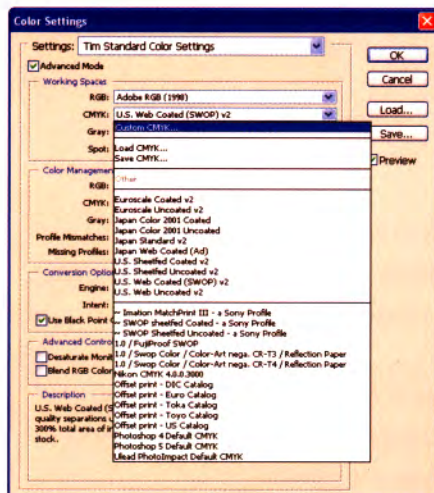 Color Settings
Settings: Tim Standard Color Settings
OK
Advanced Mode
Cancel
Working Spaces
RGB: Adobe RGB (1998)
Load...
CMYK: U.S. Web Coated (SWOP) v2
Save...
Gray:
Custom CMYK...
Preview
Spot:
Load CMYK...
Save CMYK...
Color Managemen
Other
RGB:
CMYK:
Euroscale Coated v2
Euroscale Uncoated v2
Gray:
Japan Color 2001 Coated
Japan Color 2001 Uncoated
Profile Mismatches:
Japan Standard v2
Missing Profiles:
Japan Web Coated (Ad)
U.S. Sheetfed Coated v2
Conversion Optio
U.S. Sheetfed Uncoated v2
U.S. Web Coated (SWOP) v2
Engine:
U.S. Web Uncoated v2
Intent:
~ Imation MatchPrint III - a Sony Profile
Use Black Point C
~ SWOP sheetfed Coated - a Sony Profile
~ SWOP Sheetfed Uncoated - a Sony Profile
Advanced Contro
1.0 / FujiProof SWOP
Desaturate Monit
1.0 / Swop Color / Color-Art nega. CR-T3 / Reflection Paper
Blend RGB Color
1.0 / Swop Color / Color-Art nega. CR-T4 / Reflection Paper
Nikon CMYK 4.0.0.3000
Description
Offset print - DIC Catalog
Offset print - Euro Catalog
U.S. Web Coated (S
Offset print - Toka Catalog
quality separations u
Offset print - Toyo Catalog
300% total area of in
Offset print - US Catalog
stock.
Photoshop 4 Default CMYK
Photoshop 5 Default CMYK
Ulead PhotoImpact Default CMYK